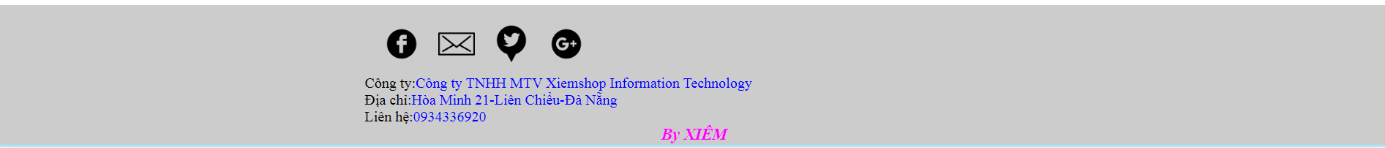 Công ty:Công ty TNHH MTV Xiemshop Information Technology
Địa chỉ:Hòa Minh 21-Liên Chiểu-Đà Nẵng
Liên hệ:0934336920
By XIÊM